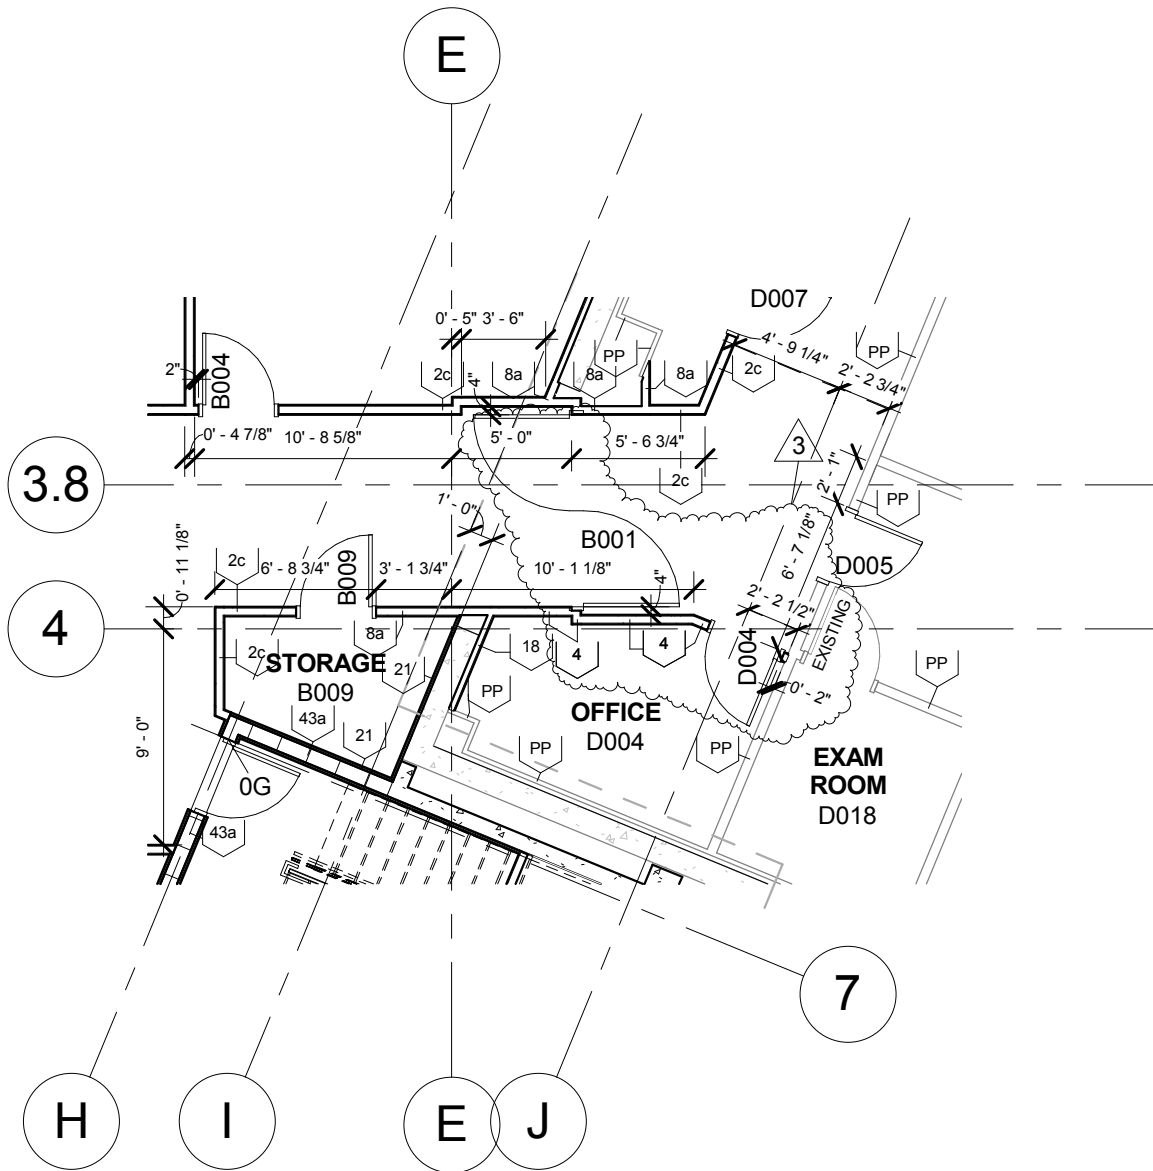 E
D007
0' - 5" 3' - 6"
4' - 9 1/4"
PP
PP
2' - 2 3/4"
2"
B004
2c
8a
4"
8a
8a
2c
0' - 4 7/8"
10' - 8 5/8"
5' - 0"
5' - 6 3/4"
3
3.8
2c
2' - 1"
PP
1' - 0"
B001
6' - 7 1/8"
D005
0' - 11 1/8"
2c
6' - 8 3/4"
B009
3' - 1 3/4"
10' - 1 1/8"
4"
2' - 2 1/2"
4
8a
2c
STORAGE
B009
21
18
4
4
D004
EXISTING
PP
PP
0' - 2"
OFFICE
D004
43a
21
9' - 0"
PP
PP
EXAM
ROOM
D018
0G
43a
7
H
I
E
J